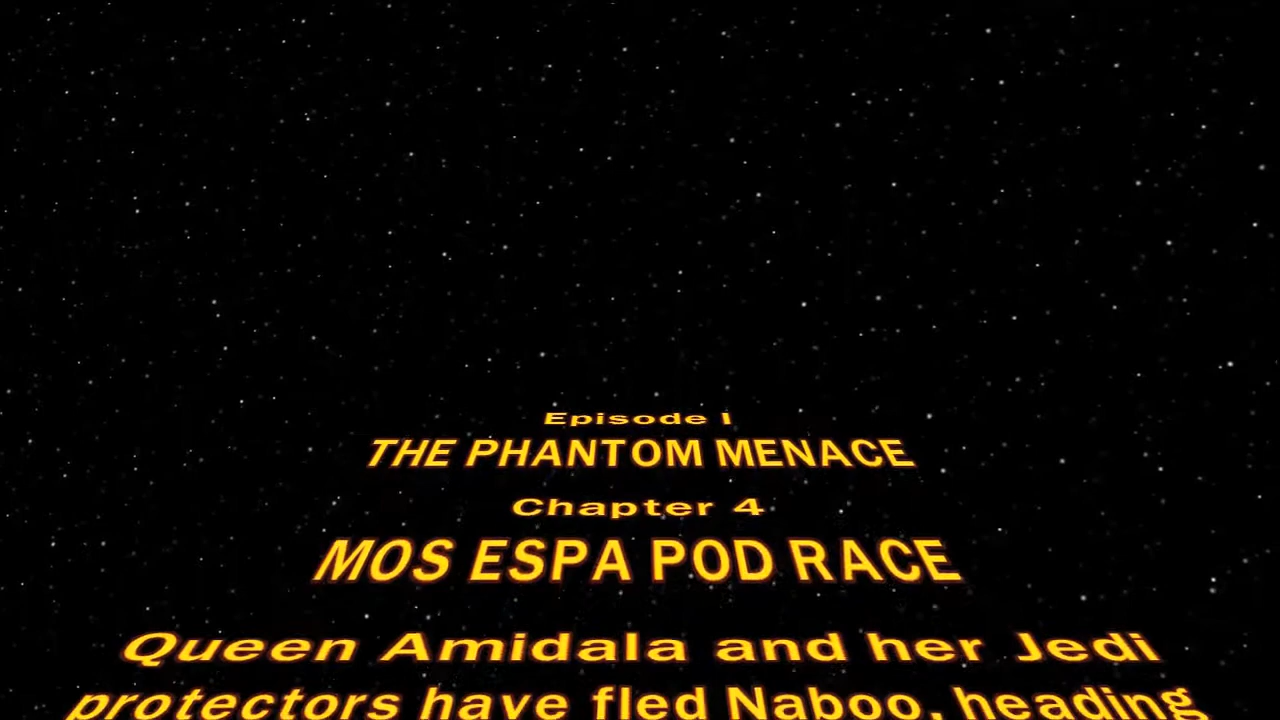 Episode I
THE PHANTOM MENACE
Chapter 4
MOS ESPA POD RACE
Queen Amidala and her Jedi
protectors have fled Naboo, heading